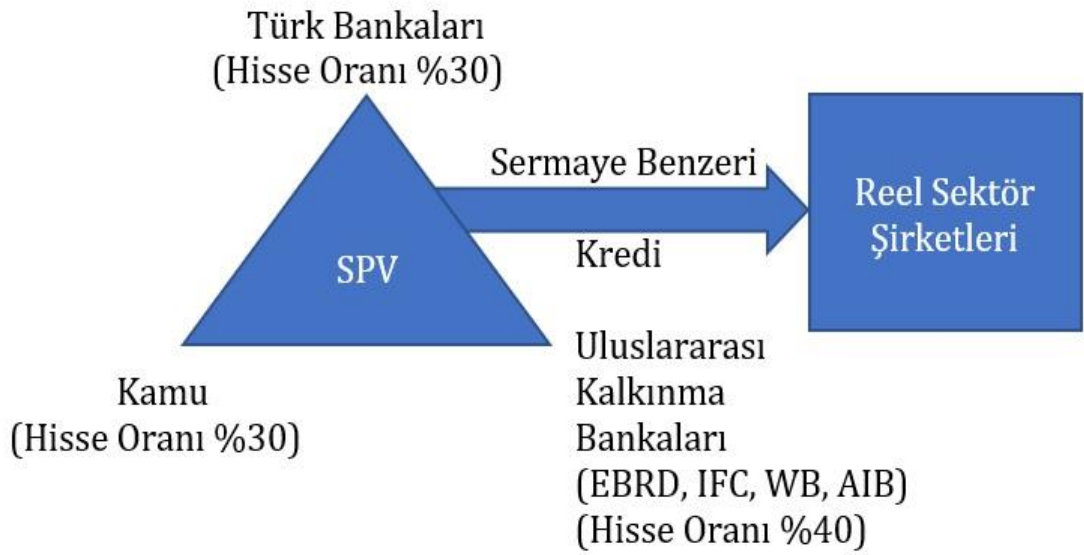 Türk Bankaları
(Hisse Oranı %30)
Sermaye Benzeri
Kredi
Reel Sektör
Şirketleri
SPV
Kamu
(Hisse Oranı %30)
Uluslararası
Kalkınma
Bankaları
(EBRD, IFC, WB, AIB)
(Hisse Oranı %40)